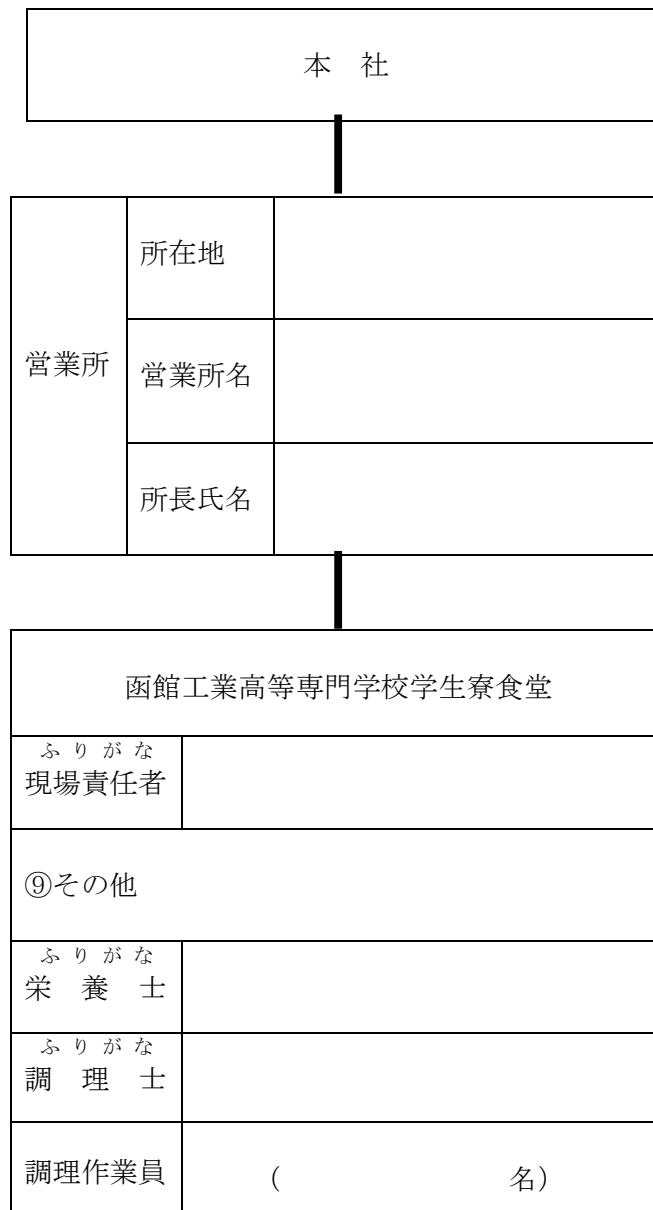 本　社
所在地
営業所
営業所名
所長氏名
函館工業高等専門学校学生寮食堂
ふりがな
現場責任者
⑨その他
ふりがな
栄　養　士
ふりがな
調　理　士
調理作業員　（　　　　　　　名）